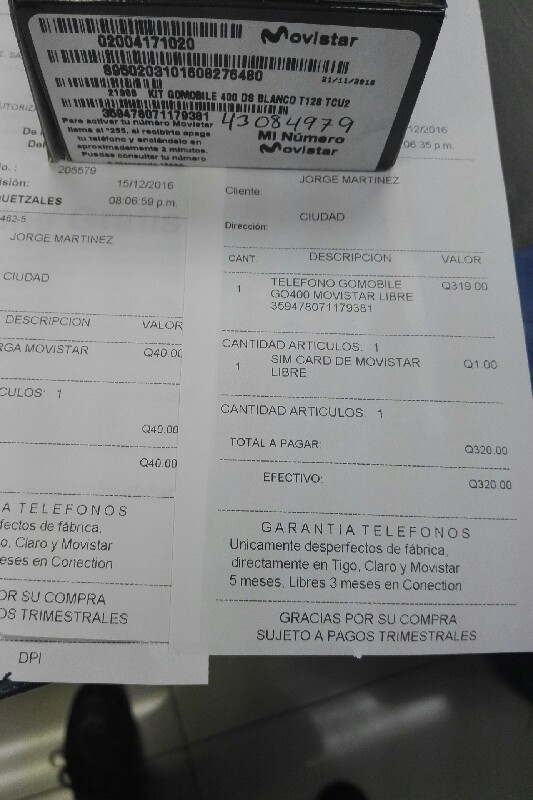 Movistar
02004171020
8960203101608276480
21/11/2016
21998 KIT GOMOBILE 400 DS BLANCO T128 TCU2
359478071179381
43084979
Para activar tu número Movistar
llama al *255, al recibirlo apaga
tu teléfono y enciéndelo en
aproximadamente 2 minutos.
Puedes consultar tu número
Mi Número
Movistar
205579
15/12/2016
QUETZALES 08:06:59 p.m.
JORGE MARTINEZ
CIUDAD
DESCRIPCION VALOR
RGA MOVISTAR Q40.00
CULOS: 1
Q40.00
Q40.00
A TELEFONOS
fectos de fábrica,
o, Claro y Movistar
eses en Conection
OR SU COMPRA
OS TRIMESTRALES
DPI
12/2016
06:35 p.m.
Cliente: JORGE MARTINEZ
Dirección: CIUDAD
CANT. DESCRIPCION VALOR
1 TELEFONO GOMOBILE Q319.00
GO400 MOVISTAR LIBRE
359478071179381
CANTIDAD ARTICULOS: 1
1 SIM CARD DE MOVISTAR Q1.00
LIBRE
CANTIDAD ARTICULOS: 1
TOTAL A PAGAR: Q320.00
EFECTIVO: Q320.00
GARANTIA TELEFONOS
Unicamente desperfectos de fábrica,
directamente en Tigo, Claro y Movistar
5 meses, Libres 3 meses en Conection
GRACIAS POR SU COMPRA
SUJETO A PAGOS TRIMESTRALES